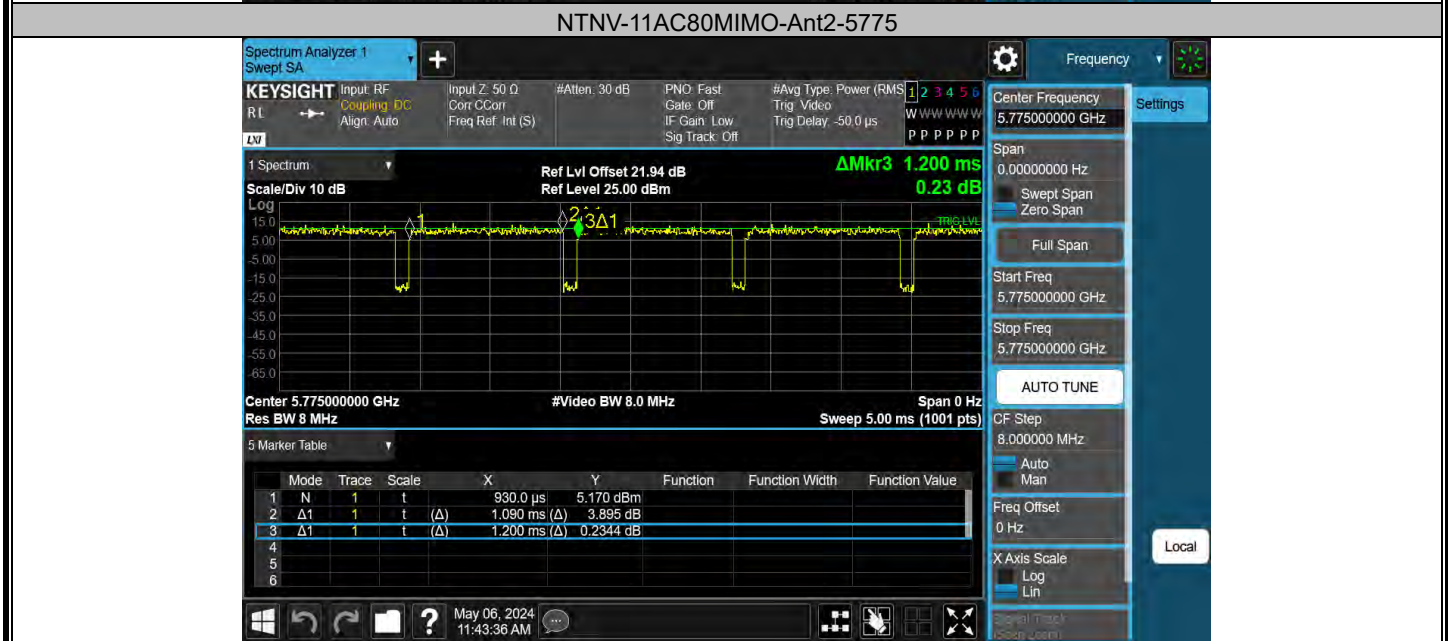 NTNV-11AC80MIMO-Ant2-5775
Spectrum Analyzer 1
Swept SA
+
Frequency
KEYSIGHT
RL
LXI
Input: RF
Coupling: DC
Align: Auto
Input Z: 50 Ω
Corr CCorr
Freq Ref: Int (S)
#Atten: 30 dB
PNO: Fast
Gate: Off
IF Gain: Low
Sig Track: Off
#Avg Type: Power (RMS
Trig: Video
Trig Delay: -50.0 µs
1 2 3 4 5 6
W W W W W W
P P P P P P
1 Spectrum
Scale/Div 10 dB
Ref Lvl Offset 21.94 dB
Ref Level 25.00 dBm
ΔMkr3 1.200 ms
0.23 dB
Log
15.0
5.00
-5.00
-15.0
-25.0
-35.0
-45.0
-55.0
-65.0
1
2
3Δ1
TRIG LVL
Center 5.775000000 GHz
#Video BW 8.0 MHz
Span 0 Hz
Res BW 8 MHz
Sweep 5.00 ms (1001 pts)
5 Marker Table
Mode Trace Scale X Y Function Function Width Function Value
1 N 1 t 930.0 µs 5.170 dBm
2 Δ1 1 t (Δ) 1.090 ms (Δ) 3.895 dB
3 Δ1 1 t (Δ) 1.200 ms (Δ) 0.2344 dB
4
5
6
?
May 06, 2024
11:43:36 AM
Center Frequency
5.775000000 GHz
Settings
Span
0.00000000 Hz
Swept Span
Zero Span
Full Span
Start Freq
5.775000000 GHz
Stop Freq
5.775000000 GHz
AUTO TUNE
CF Step
8.000000 MHz
Auto
Man
Freq Offset
0 Hz
X Axis Scale
Log
Lin
Local
Signal Track
(Span Zoom)